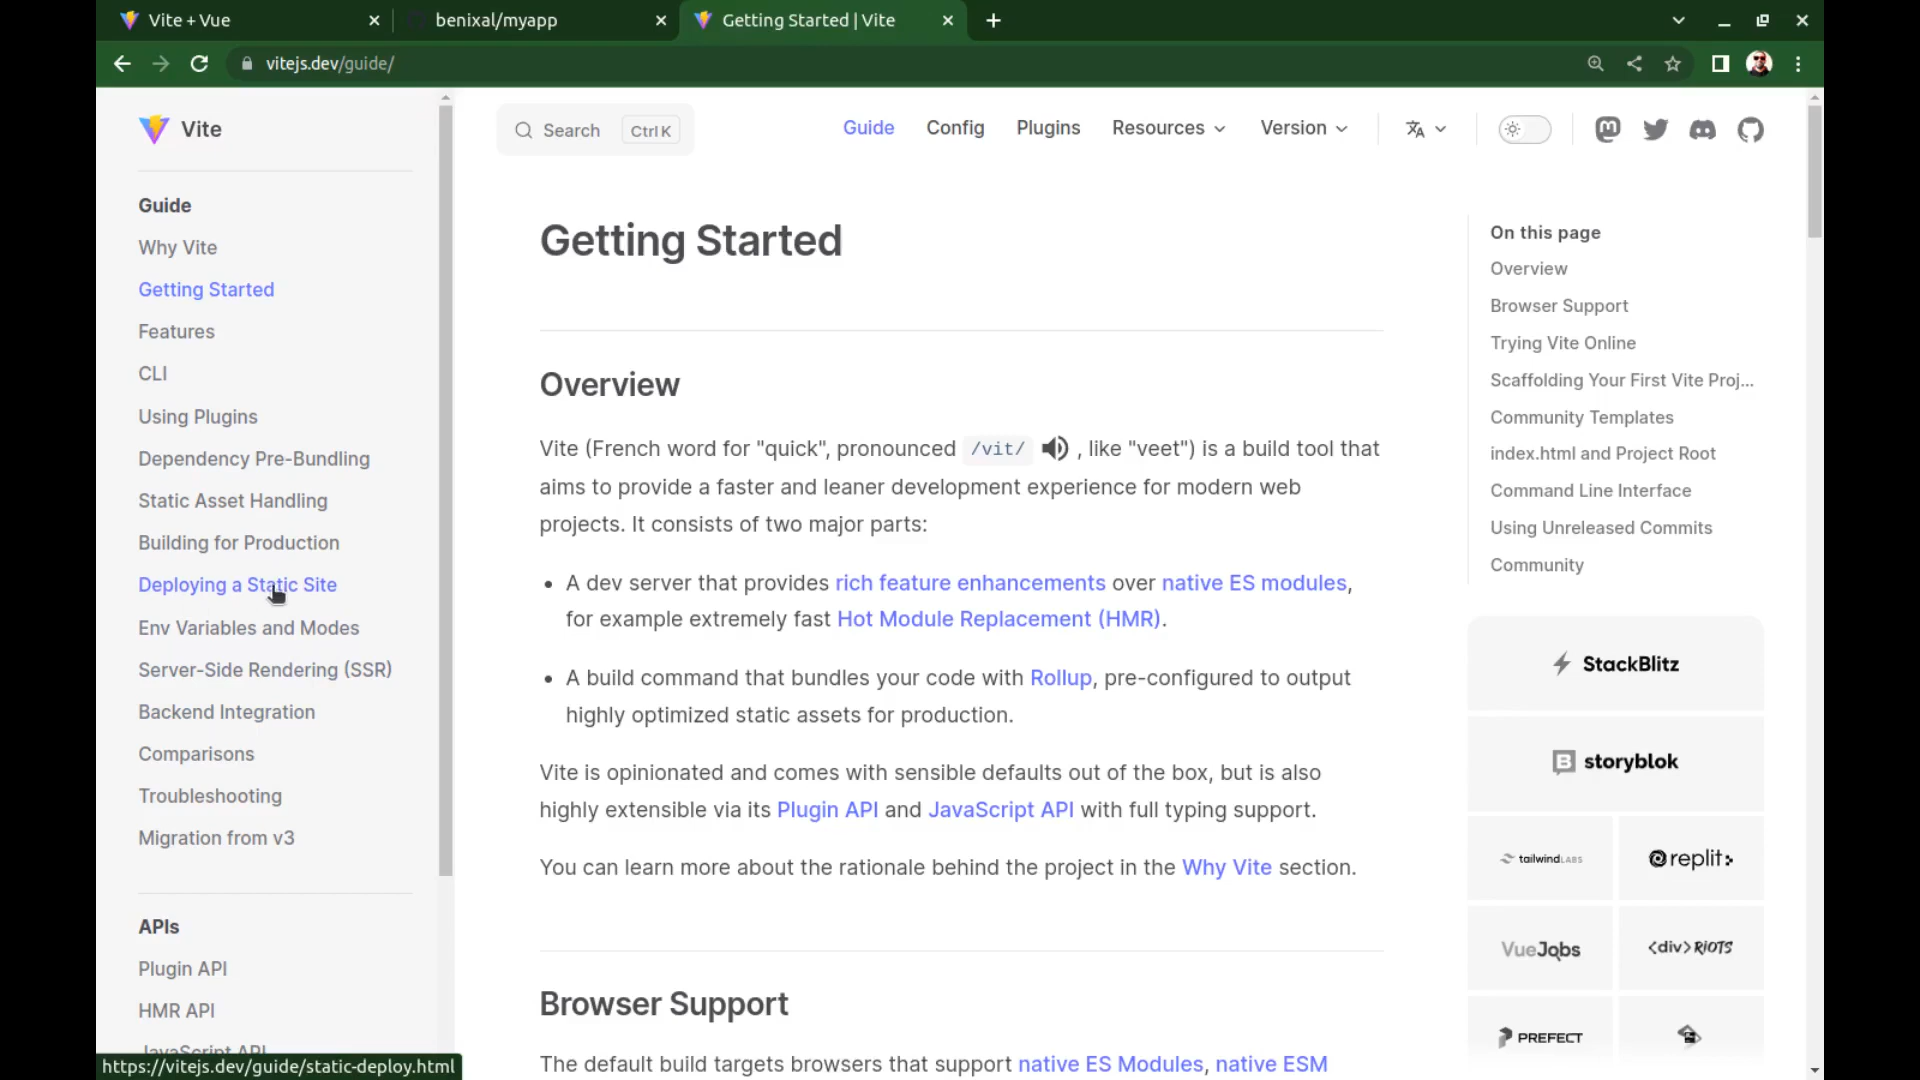 Vite + Vue
benixal/myapp
Getting Started | Vite
vitejs.dev/guide/
Vite
Search
Ctrl K
Guide
Config
Plugins
Resources
Version
Guide
Why Vite
Getting Started
Features
CLI
Using Plugins
Dependency Pre-Bundling
Static Asset Handling
Building for Production
Deploying a Static Site
Env Variables and Modes
Server-Side Rendering (SSR)
Backend Integration
Comparisons
Troubleshooting
Migration from v3
APIs
Plugin API
HMR API
JavaScript API
https://vitejs.dev/guide/static-deploy.html
Getting Started
Overview
Vite (French word for "quick", pronounced /vit/ , like "veet") is a build tool that
aims to provide a faster and leaner development experience for modern web
projects. It consists of two major parts:
• A dev server that provides rich feature enhancements over native ES modules,
for example extremely fast Hot Module Replacement (HMR).
• A build command that bundles your code with Rollup, pre-configured to output
highly optimized static assets for production.
Vite is opinionated and comes with sensible defaults out of the box, but is also
highly extensible via its Plugin API and JavaScript API with full typing support.
You can learn more about the rationale behind the project in the Why Vite section.
Browser Support
The default build targets browsers that support native ES Modules, native ESM
On this page
Overview
Browser Support
Trying Vite Online
Scaffolding Your First Vite Proj...
Community Templates
index.html and Project Root
Command Line Interface
Using Unreleased Commits
Community
StackBlitz
storyblok
tailwind LABS
replit:
VueJobs
<div>RIOTS
PREFECT